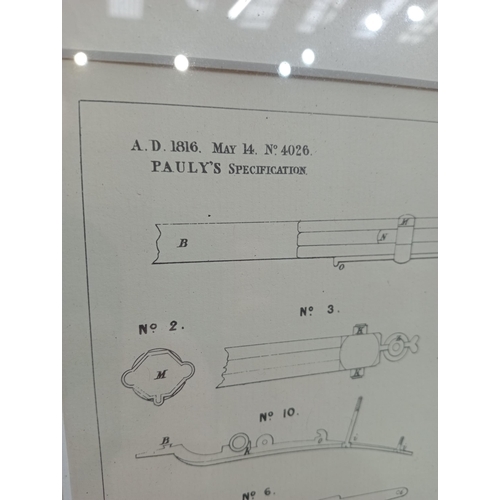 A.D. 1816. MAY 14. Nº 4026.
PAULY'S SPECIFICATION.
B
N
M
O
Nº 2.
Nº 3.
M
K
K
Nº 10.
B
Nº 6.